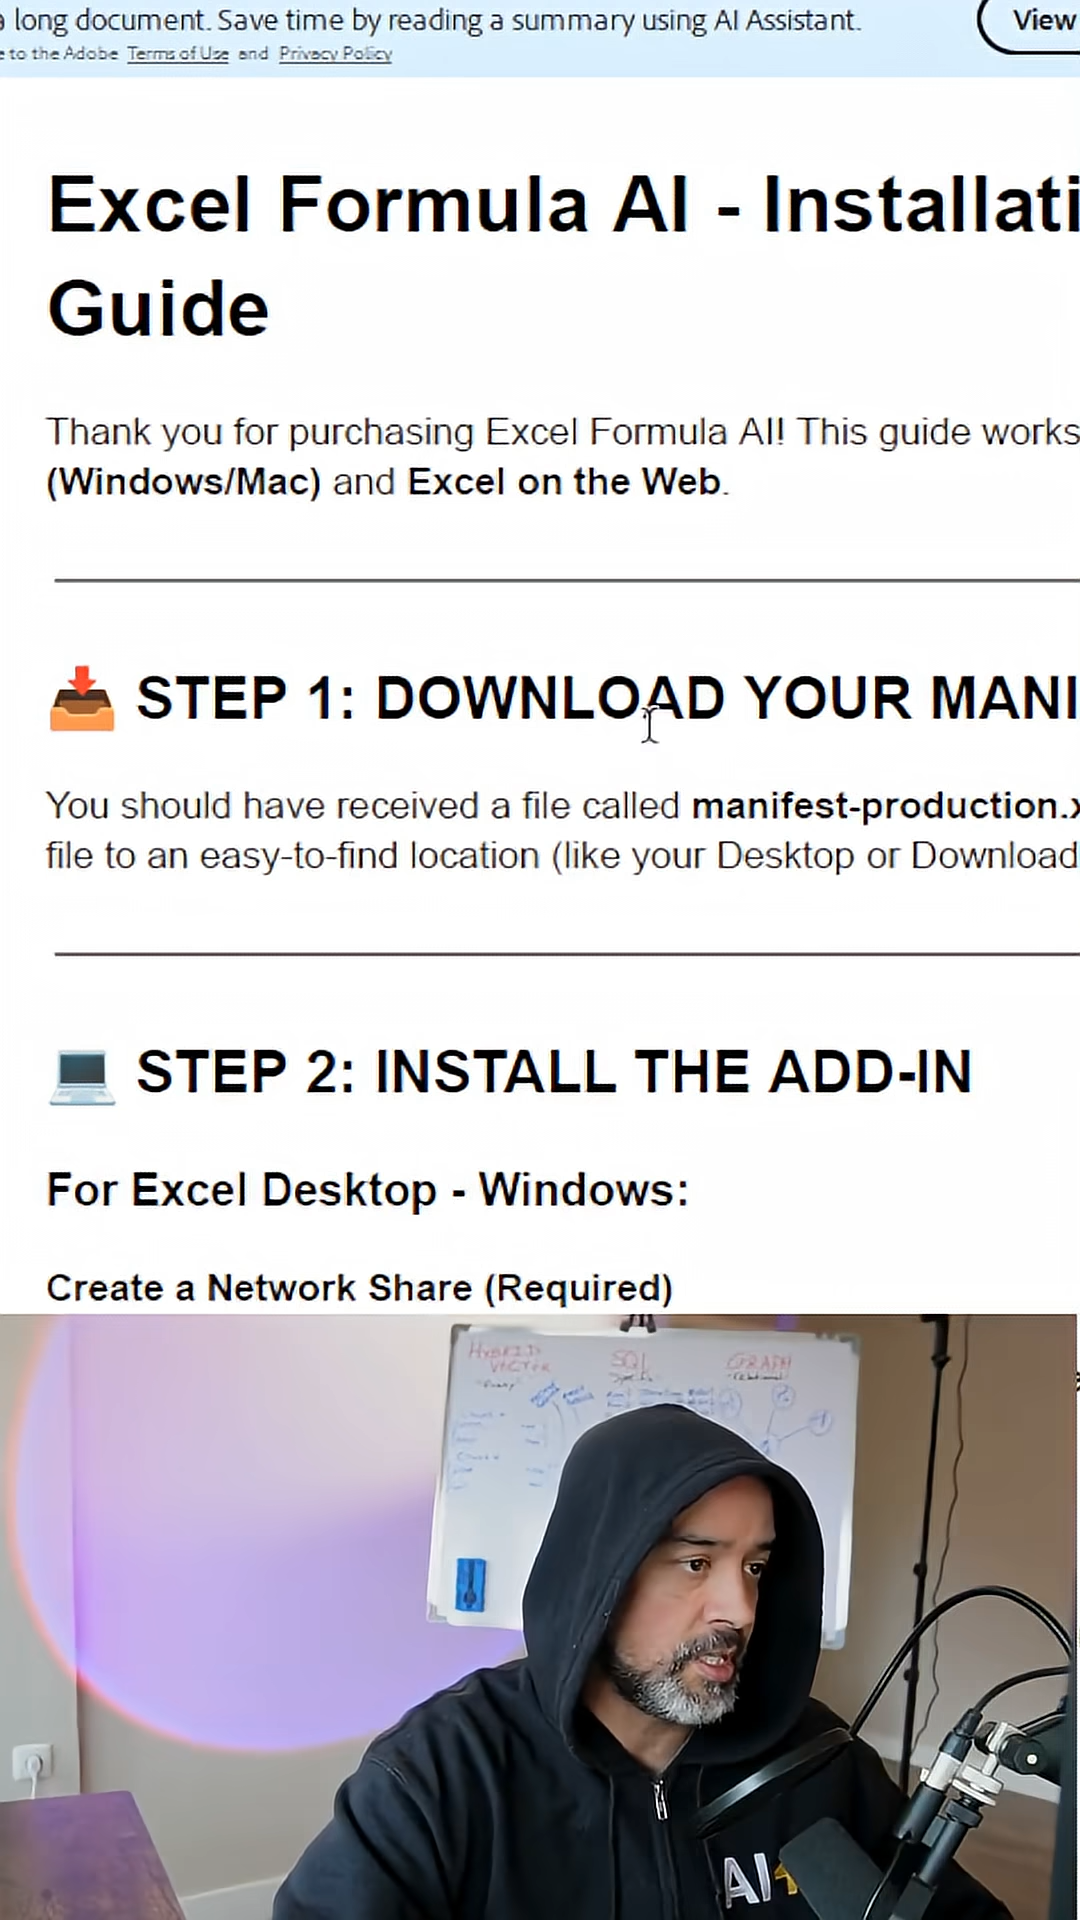 long document. Save time by reading a summary using AI Assistant.
View
to the Adobe Terms of Use and Privacy Policy
Excel Formula AI - Installati
Guide
Thank you for purchasing Excel Formula AI! This guide works
(Windows/Mac) and Excel on the Web.
📥 STEP 1: DOWNLOAD YOUR MANI
You should have received a file called manifest-production.x
file to an easy-to-find location (like your Desktop or Download
💻 STEP 2: INSTALL THE ADD-IN
For Excel Desktop - Windows:
Create a Network Share (Required)
HYBRID
VECTOR
SQL
GRAPH
AI